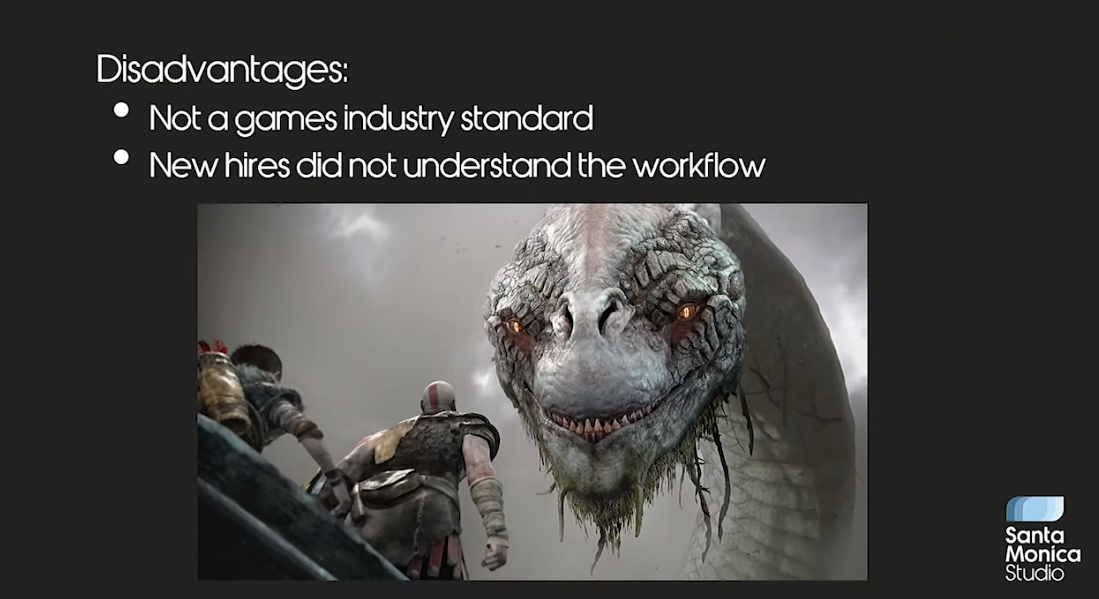 Disadvantages:
• Not a games industry standard
• New hires did not understand the workflow
Santa
Monica
Studio